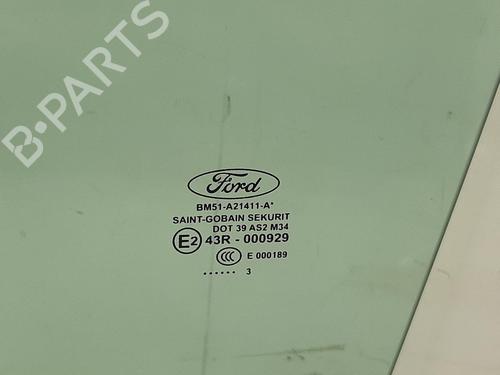 B-PARTS
Ford
BM51-A21411-A*
SAINT-GOBAIN SEKURIT
DOT 39 AS2 M34
E2 43R - 000929
CCC E 000189
...... 3